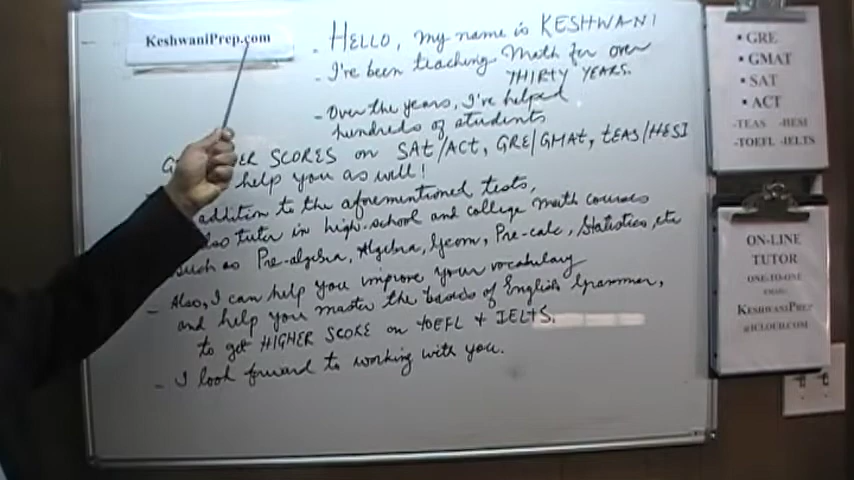 KeshwaniPrep.com
- HELLO, my name is KESHWANI
- I've been teaching Math for over
THIRTY YEARS.
- Over the years, I've helped
hundreds of students
G ER SCORES on SAT/ACT, GRE/GMAT, TEAS/HESI
help you as well!
addition to the aforementioned tests,
also tutor in high-school and college math courses
such as Pre-algebra, Algebra, Geom, Pre-calc, Statistics, etc
- Also, I can help you improve your vocabulary
and help you master the basics of English Grammar,
to get HIGHER SCORE on TOEFL & IELTS.
- I look forward to working with you.
• GRE
• GMAT
• SAT
• ACT
-TEAS -HESI
-TOEFL -IELTS
ON-LINE
TUTOR
ONE-TO-ONE
KESHWANIPREP
@ICLOUD.COM